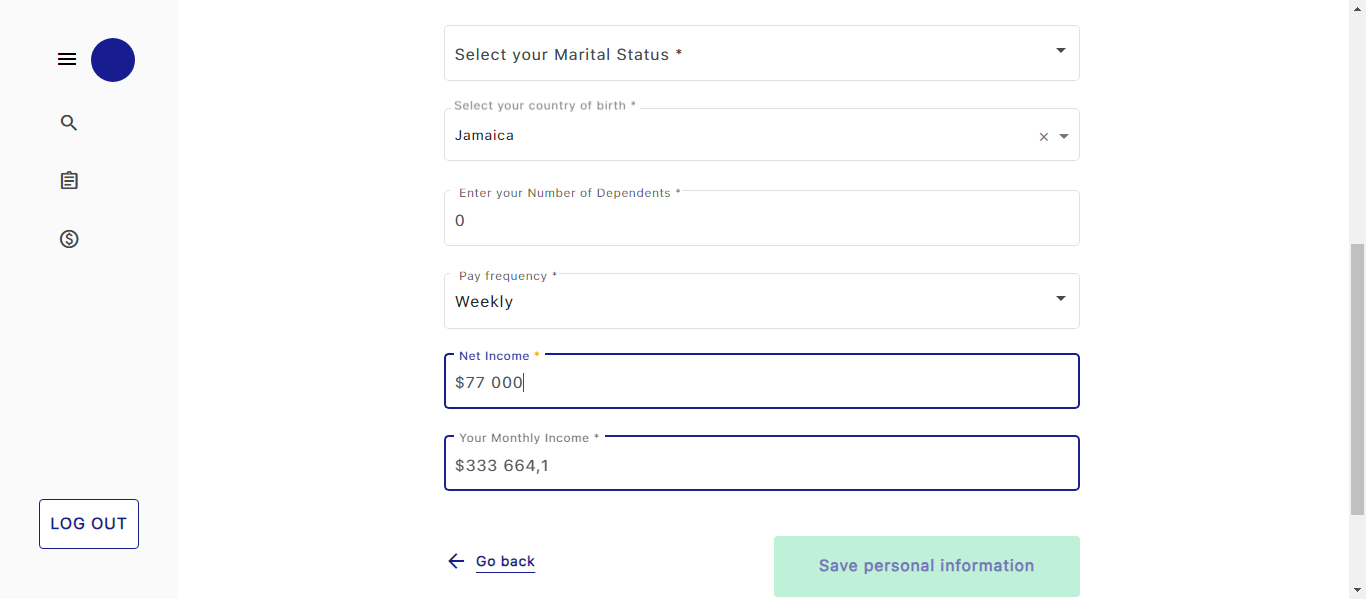 Select your Marital Status *
Select your country of birth *
Jamaica
Enter your Number of Dependents *
0
Pay frequency *
Weekly
Net Income *
$77 000
Your Monthly Income *
$333 664,1
LOG OUT
Go back
Save personal information